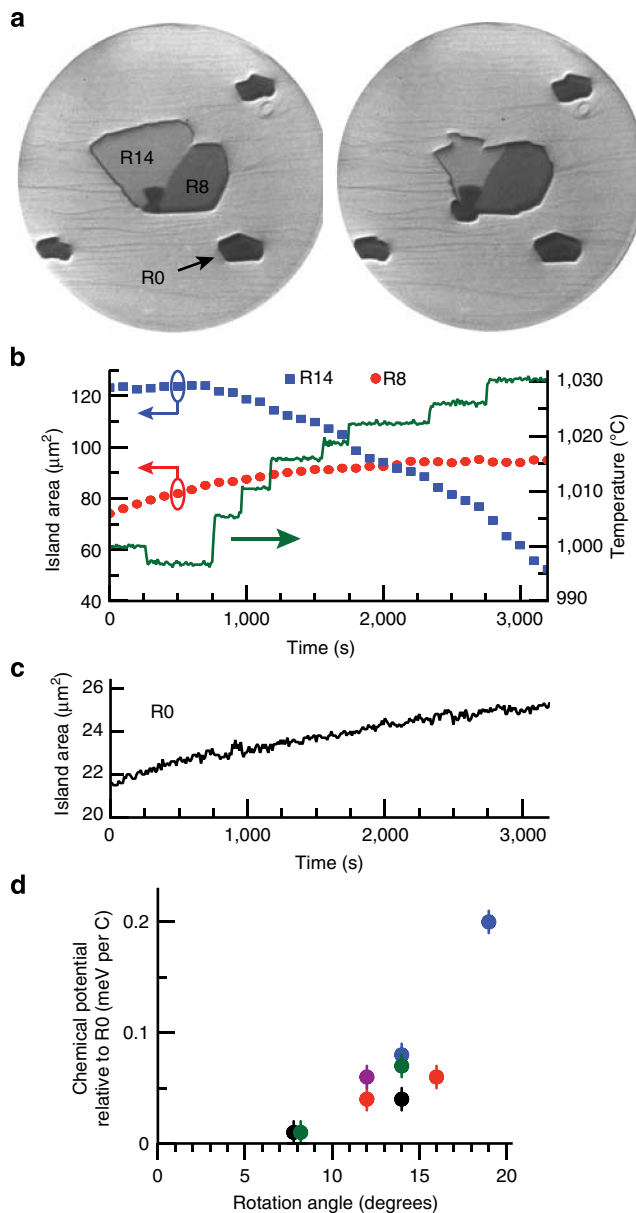 a
R14
R8
R0
b
R14 R8
Island area (μm²)
120
100
80
60
40
1,030
1,020
1,010
1,000
990
Temperature (°C)
0 1,000 2,000 3,000
Time (s)
c
R0
Island area (μm²)
26
24
22
20
0 1,000 2,000 3,000
Time (s)
d
Chemical potential
relative to R0 (meV per C)
0.2
0.1
0
0 5 10 15 20
Rotation angle (degrees)